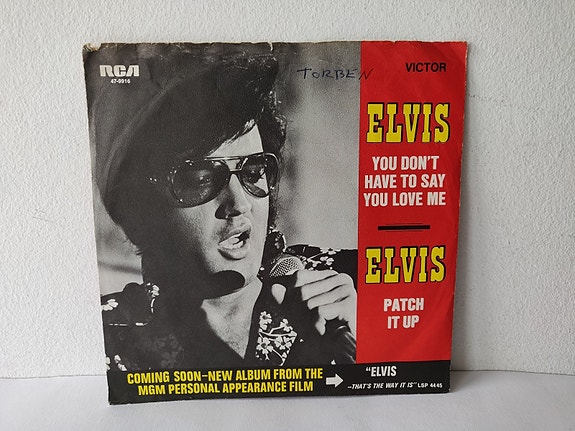 RCA
47-9916
TORBEN
VICTOR
ELVIS
YOU DON'T
HAVE TO SAY
YOU LOVE ME
ELVIS
PATCH
IT UP
COMING SOON-NEW ALBUM FROM THE
MGM PERSONAL APPEARANCE FILM
"ELVIS
-THAT'S THE WAY IT IS" LSP 4445